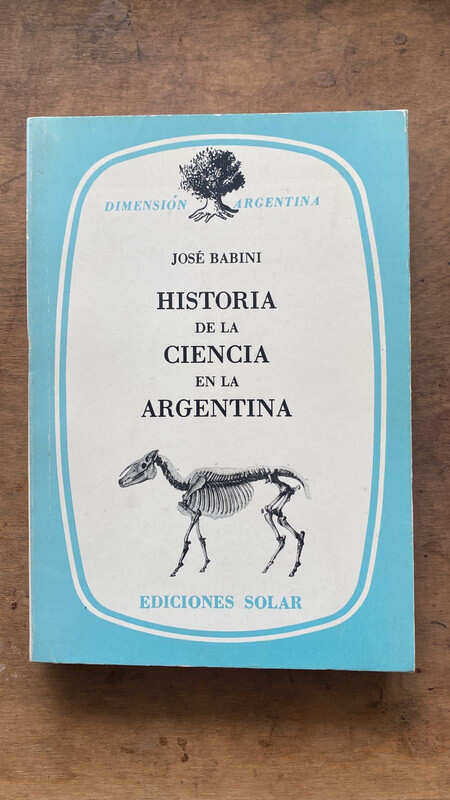 DIMENSIÓN ARGENTINA
JOSÉ BABINI
HISTORIA
DE LA
CIENCIA
EN LA
ARGENTINA
EDICIONES SOLAR